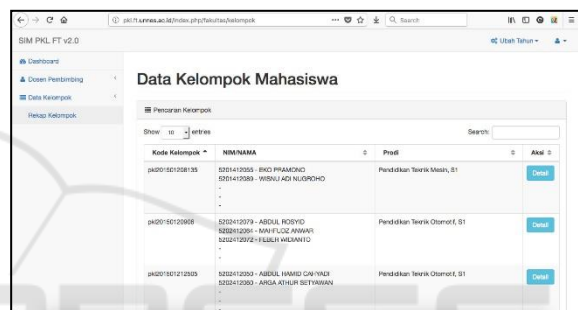 pkl.ft.unnes.ac.id/index.php/fakultas/kelompok
Search
SIM PKL FT v2.0
Ubah Tahun
Dashboard
Dosen Pembimbing
Data Kelompok
Rekap Kelompok
Data Kelompok Mahasiswa
Pencarian Kelompok
Show 10 entries
Search:
Kode Kelompok NIM/NAMA Prodi Aksi
pkl201501208135 5201412055 - EKO PRAMONO Pendidikan Teknik Mesin, S1 Detail
5201412089 - WISNU ADI NUGROHO
-
-
-
pkl20150120908 5202412079 - ABDUL ROSYID Pendidikan Teknik Otomotif, S1 Detail
5202412064 - MAHFUDZ ANWAR
5202412072 - FEBER WIDIANTO
-
-
pkl201501212505 5202412050 - ABDUL HAMID CAHYADI Pendidikan Teknik Otomotif, S1 Detail
5202412060 - ARGA ATHUR SETYAWAN
-
-